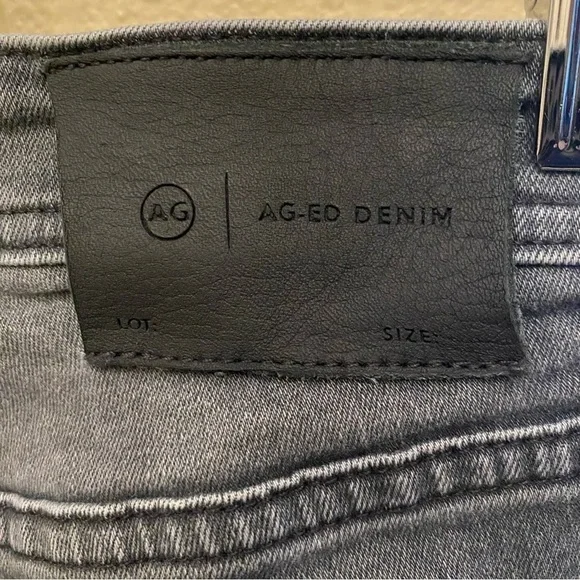 AG | AG-ED DENIM
LOT: SIZE: